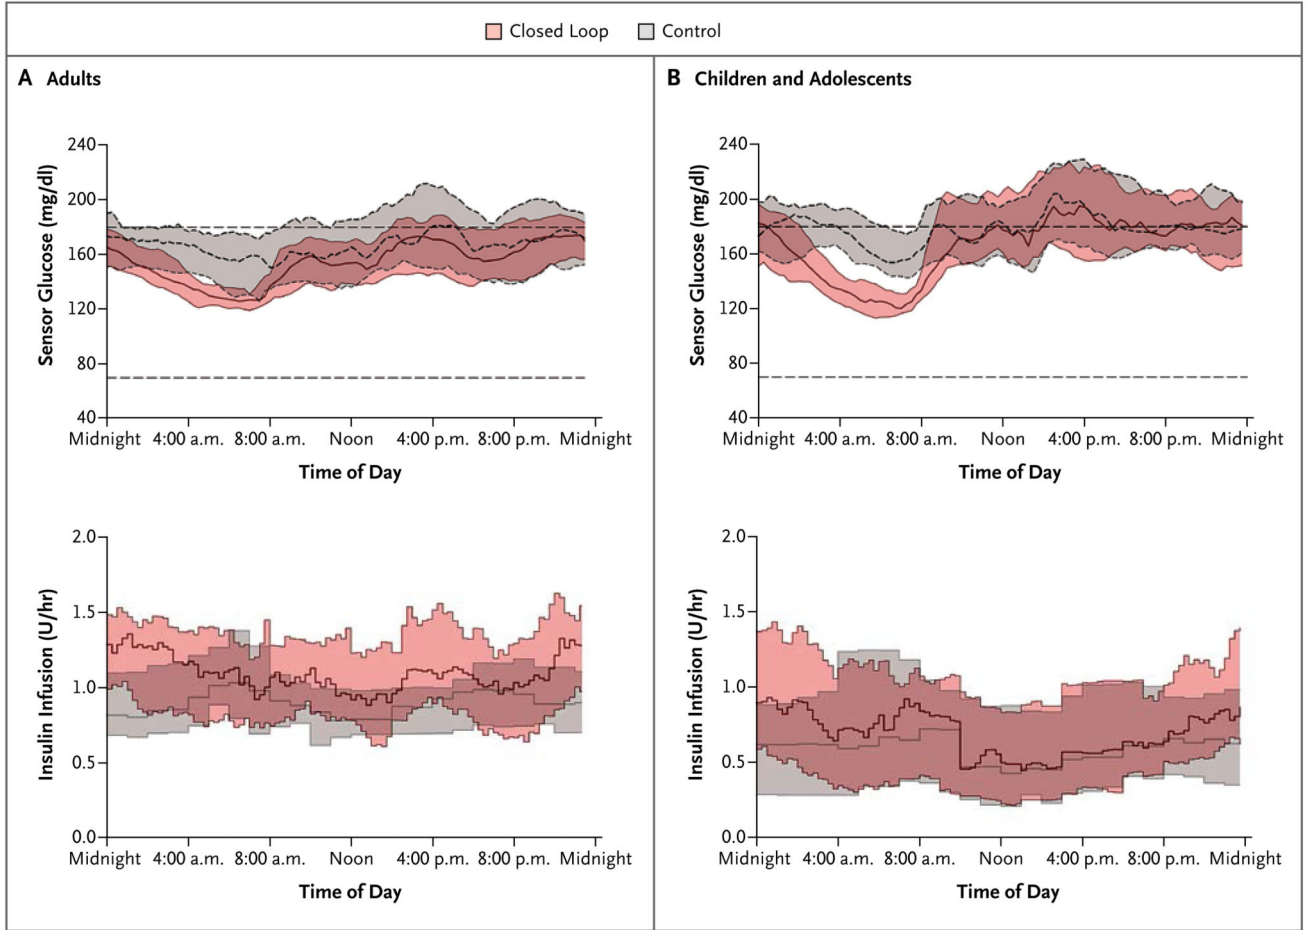 Closed Loop Control
A Adults
240
200
160
120
80
40
Sensor Glucose (mg/dl)
Midnight 4:00 a.m. 8:00 a.m. Noon 4:00 p.m. 8:00 p.m. Midnight
Time of Day
2.0
1.5
1.0
0.5
0.0
Insulin Infusion (U/hr)
Midnight 4:00 a.m. 8:00 a.m. Noon 4:00 p.m. 8:00 p.m. Midnight
Time of Day
B Children and Adolescents
240
200
160
120
80
40
Sensor Glucose (mg/dl)
Midnight 4:00 a.m. 8:00 a.m. Noon 4:00 p.m. 8:00 p.m. Midnight
Time of Day
2.0
1.5
1.0
0.5
0.0
Insulin Infusion (U/hr)
Midnight 4:00 a.m. 8:00 a.m. Noon 4:00 p.m. 8:00 p.m. Midnight
Time of Day